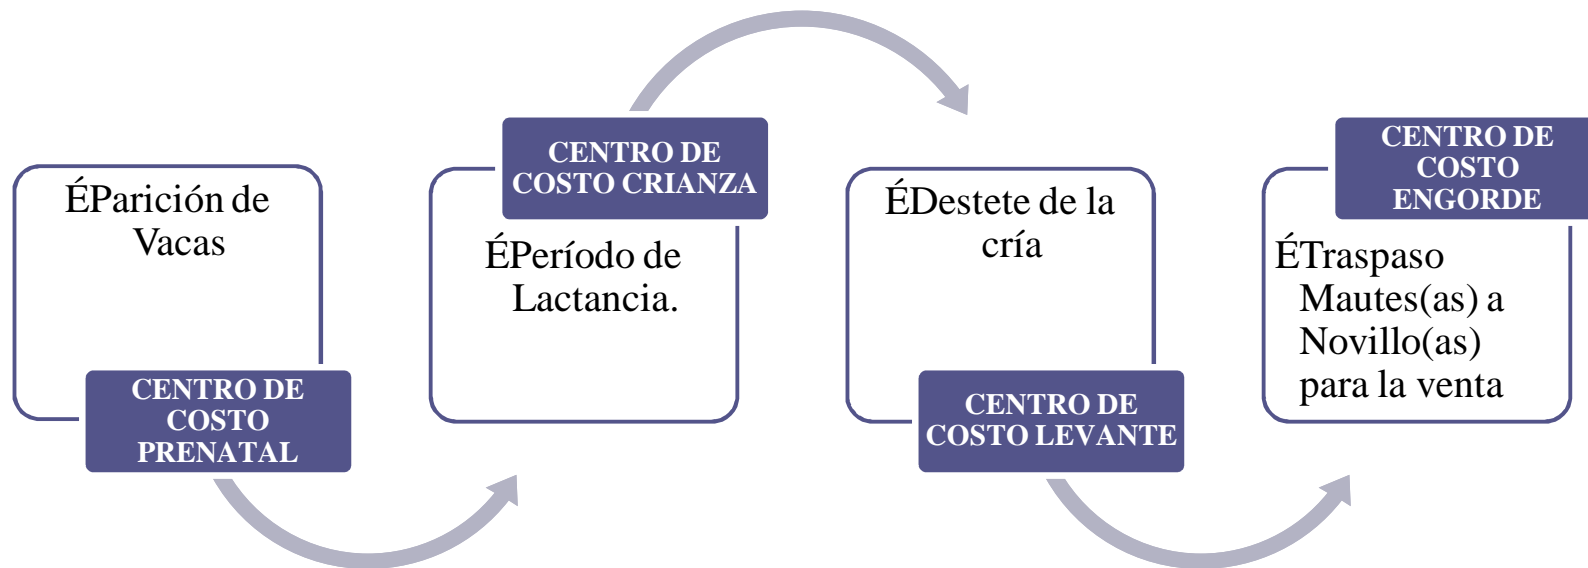 ÉParición de
Vacas
CENTRO DE
COSTO
PRENATAL
CENTRO DE
COSTO CRIANZA
ÉPeríodo de
Lactancia.
ÉDestete de la
cría
CENTRO DE
COSTO LEVANTE
CENTRO DE
COSTO
ENGORDE
ÉTraspaso
Mautes(as) a
Novillo(as)
para la venta